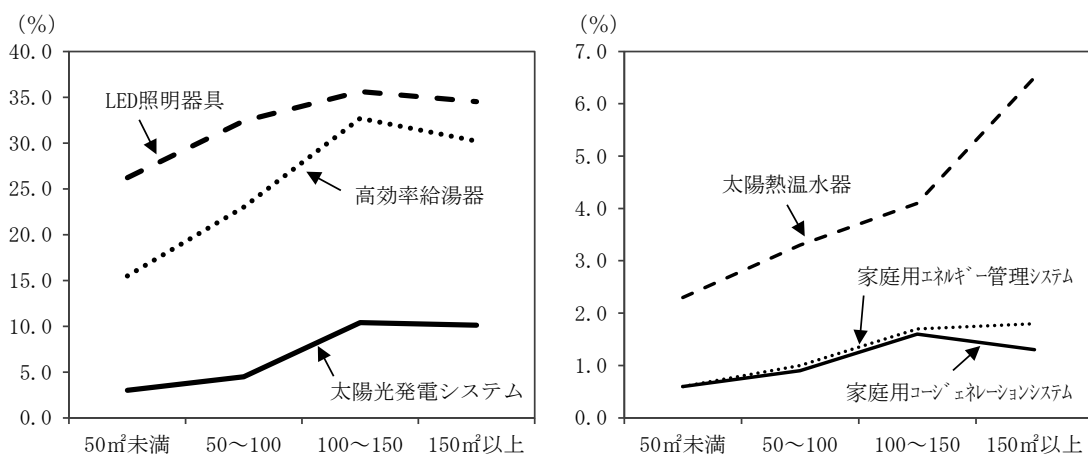 (%)
40.0
35.0
30.0
25.0
20.0
15.0
10.0
5.0
0.0
LED照明器具
高効率給湯器
太陽光発電システム
50㎡未満 50～100 100～150 150㎡以上
(%)
7.0
6.0
5.0
4.0
3.0
2.0
1.0
0.0
太陽熱温水器
家庭用ｴﾈﾙｷﾞｰ管理ｼｽﾃﾑ
家庭用ｺｰｼﾞｪﾈﾚｰｼｮﾝｼｽﾃﾑ
50㎡未満 50～100 100～150 150㎡以上